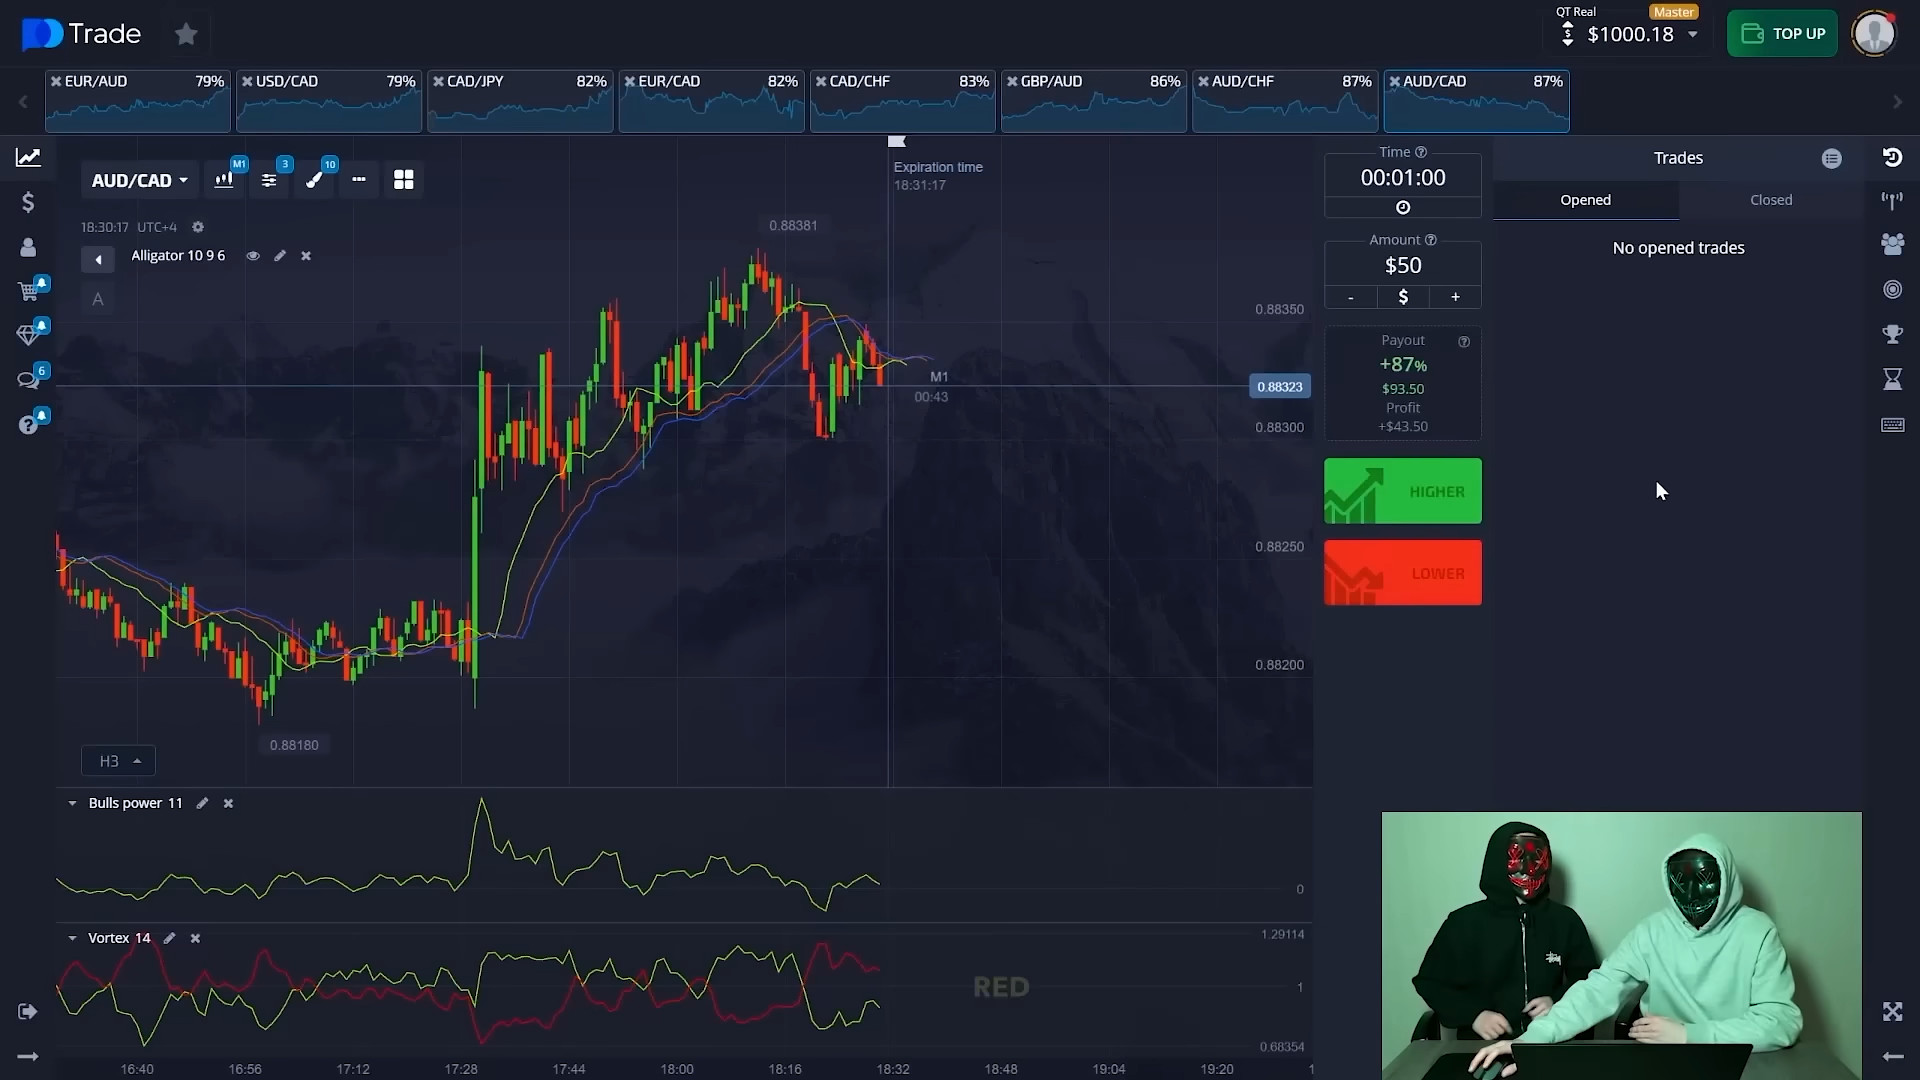 Trade
QT Real
Master
$1000.18
TOP UP
EUR/AUD 79%
USD/CAD 79%
CAD/JPY 82%
EUR/CAD 82%
CAD/CHF 83%
GBP/AUD 86%
AUD/CHF 87%
AUD/CAD 87%
AUD/CAD
M1
3
10
Expiration time
18:31:17
18:30:17 UTC+4
Alligator 10 9 6
A
0.88381
0.88350
M1
00:43
0.88323
0.88300
0.88250
0.88200
0.88180
H3
Time
00:01:00
Amount
$50
- $ +
Payout
+87%
$93.50
Profit
+$43.50
HIGHER
LOWER
Trades
Opened
Closed
No opened trades
6
Bulls power 11
0
Vortex 14
1.29114
RED
1
0.68354
16:40 16:56 17:12 17:28 17:44 18:00 18:16 18:32 18:48 19:04 19:20